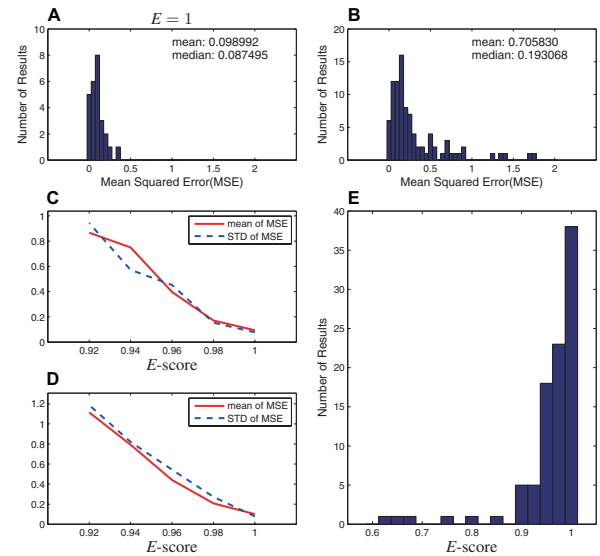 A
E = 1
mean: 0.098992
median: 0.087495
Number of Results
10
8
6
4
2
0
0 0.5 1 1.5 2
Mean Squared Error(MSE)
B
mean: 0.705830
median: 0.193068
Number of Results
20
15
10
5
0
0 0.5 1 1.5 2
Mean Squared Error(MSE)
C
mean of MSE
STD of MSE
1
0.8
0.6
0.4
0.2
0
0.92 0.94 0.96 0.98 1
E-score
D
mean of MSE
STD of MSE
1.2
1
0.8
0.6
0.4
0.2
0
0.92 0.94 0.96 0.98 1
E-score
E
Number of Results
40
35
30
25
20
15
10
5
0
0.6 0.7 0.8 0.9 1
E-score